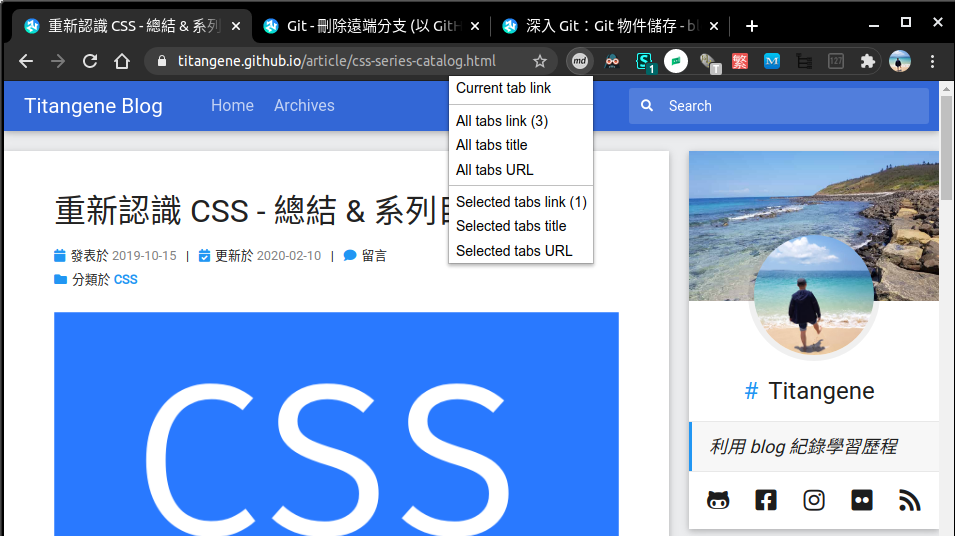 重新認識 CSS - 總結 & 系列
Git - 刪除遠端分支 (以 GitH
深入 Git：Git 物件儲存 - bl
titangene.github.io/article/css-series-catalog.html
md
1
T
繁
M
127
Current tab link
All tabs link (3)
All tabs title
All tabs URL
Selected tabs link (1)
Selected tabs title
Selected tabs URL
Titangene Blog
Home
Archives
Search
重新認識 CSS - 總結 & 系列目
發表於 2019-10-15 | 更新於 2020-02-10 | 留言
分類於 CSS
CSS
# Titangene
利用 blog 紀錄學習歷程